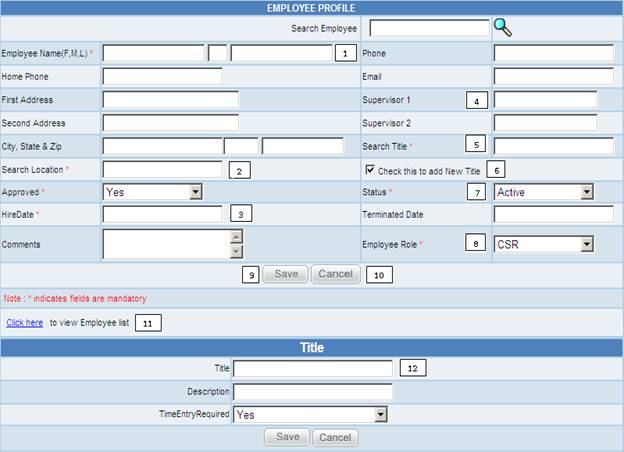 EMPLOYEE PROFILE
Search Employee
Employee Name(F,M,L) * 1 Phone
Home Phone Email
First Address Supervisor 1 4
Second Address Supervisor 2
City, State & Zip Search Title * 5
Search Location * 2 Check this to add New Title 6
Approved * Yes Status * 7 Active
HireDate * 3 Terminated Date
Comments Employee Role * 8 CSR
9 Save Cancel 10
Note : * indicates fields are mandatory
Click here to view Employee list 11
Title
Title 12
Description
TimeEntryRequired Yes
Save Cancel